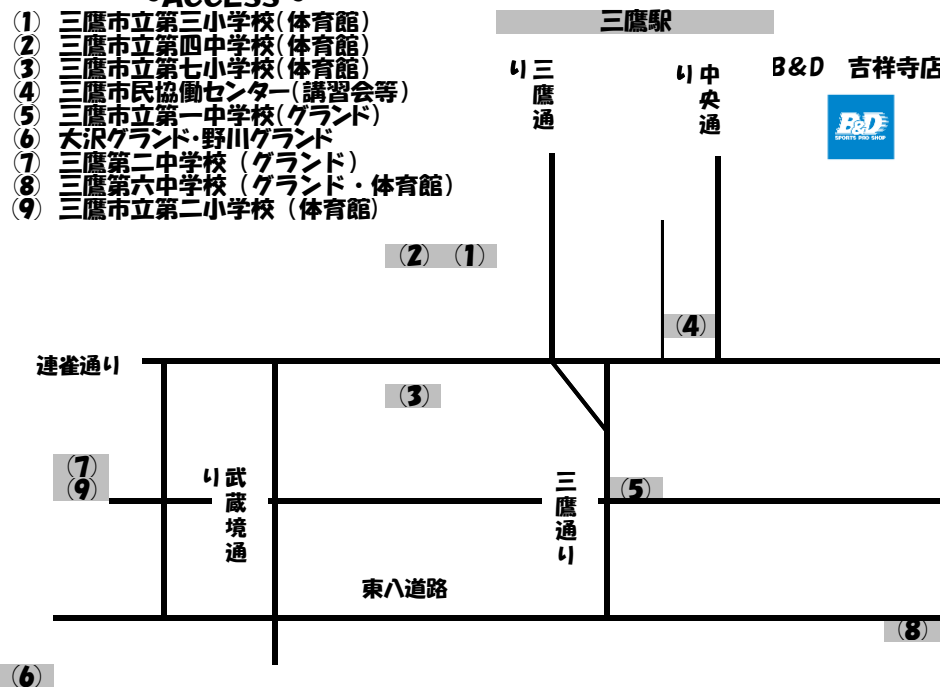 ・ACCESS・
(1) 三鷹市立第三小学校(体育館)
(2) 三鷹市立第四中学校(体育館)
(3) 三鷹市立第七小学校(体育館)
(4) 三鷹市民協働センター(講習会等)
(5) 三鷹市立第一中学校(グランド)
(6) 大沢グランド・野川グランド
(7) 三鷹第二中学校 (グランド)
(8) 三鷹第六中学校 (グランド・体育館)
(9) 三鷹市立第二小学校 (体育館)
三鷹駅
三鷹通り
中央通り
B&D 吉祥寺店
B&D
SPORTS PRO SHOP
(2) (1)
(4)
連雀通り
(3)
(7)
(9)
武蔵境通り
三鷹通り
(5)
東八道路
(8)
(6)